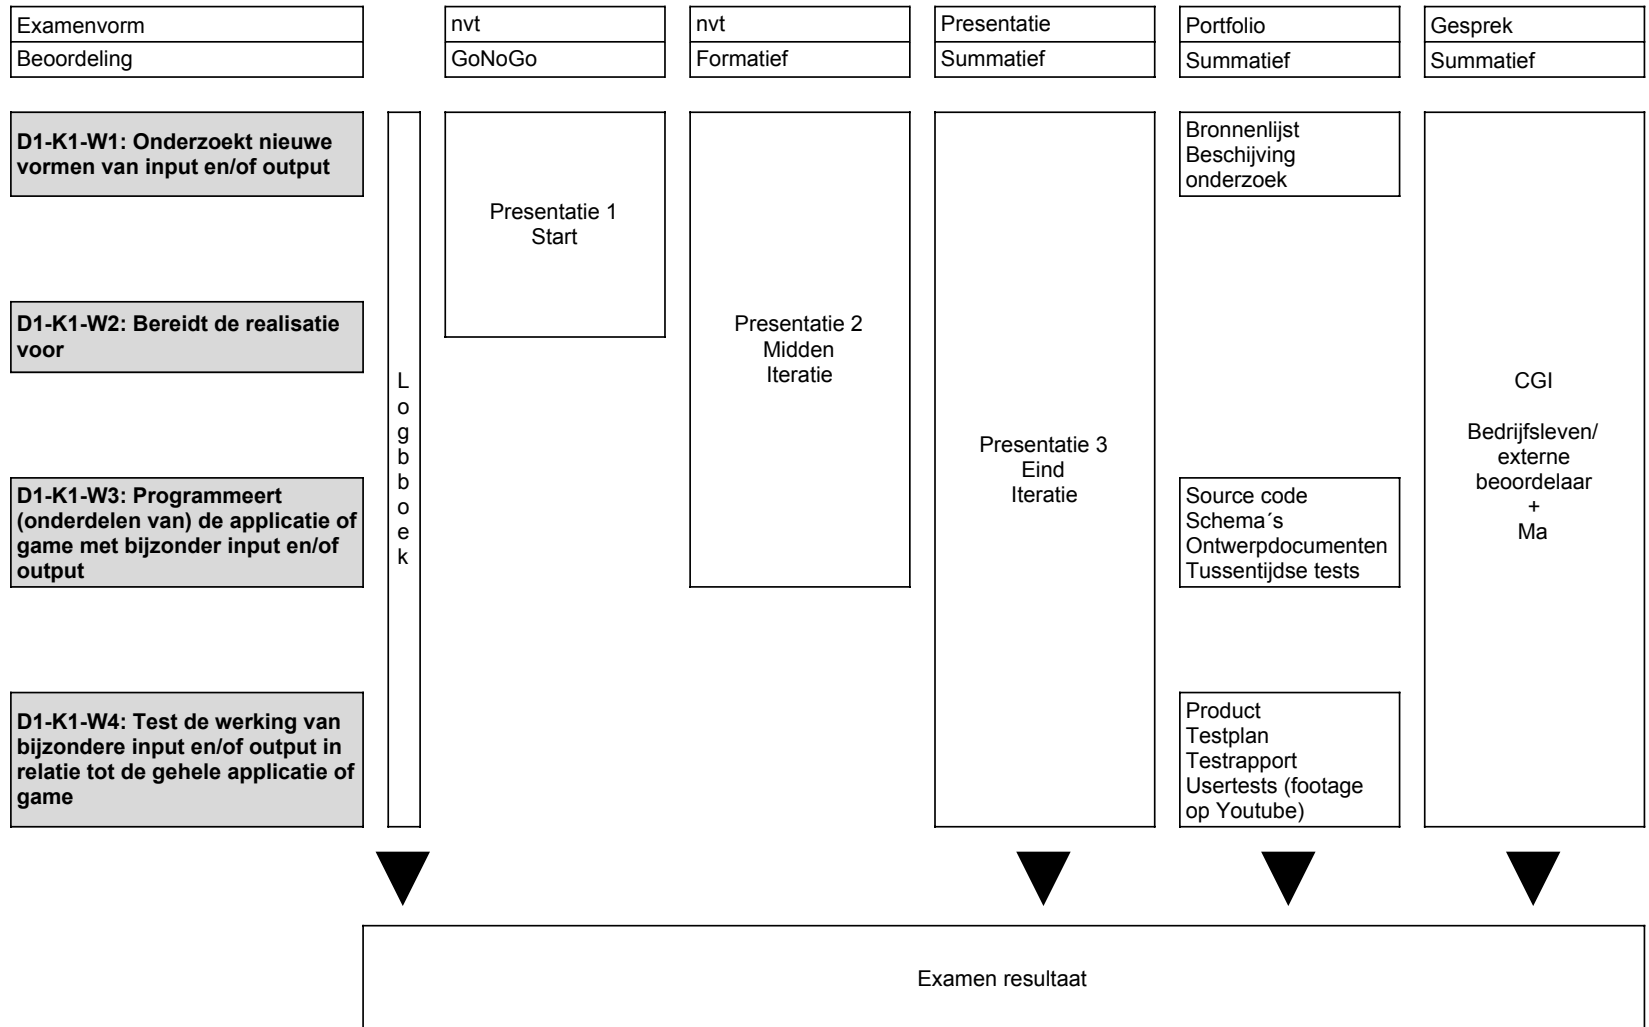 Examenvorm
nvt
nvt
Presentatie
Portfolio
Gesprek
Beoordeling
GoNoGo
Formatief
Summatief
Summatief
Summatief
D1-K1-W1: Onderzoekt nieuwe
vormen van input en/of output
D1-K1-W2: Bereidt de realisatie
voor
D1-K1-W3: Programmeert
(onderdelen van) de applicatie of
game met bijzonder input en/of
output
D1-K1-W4: Test de werking van
bijzondere input en/of output in
relatie tot de gehele applicatie of
game
L
o
g
b
b
o
e
k
Presentatie 1
Start
Presentatie 2
Midden
Iteratie
Presentatie 3
Eind
Iteratie
Bronnenlijst
Beschijving
onderzoek
Source code
Schema´s
Ontwerpdocumenten
Tussentijdse tests
Product
Testplan
Testrapport
Usertests (footage
op Youtube)
CGI
Bedrijfsleven/
externe
beoordelaar
+
Ma
Examen resultaat